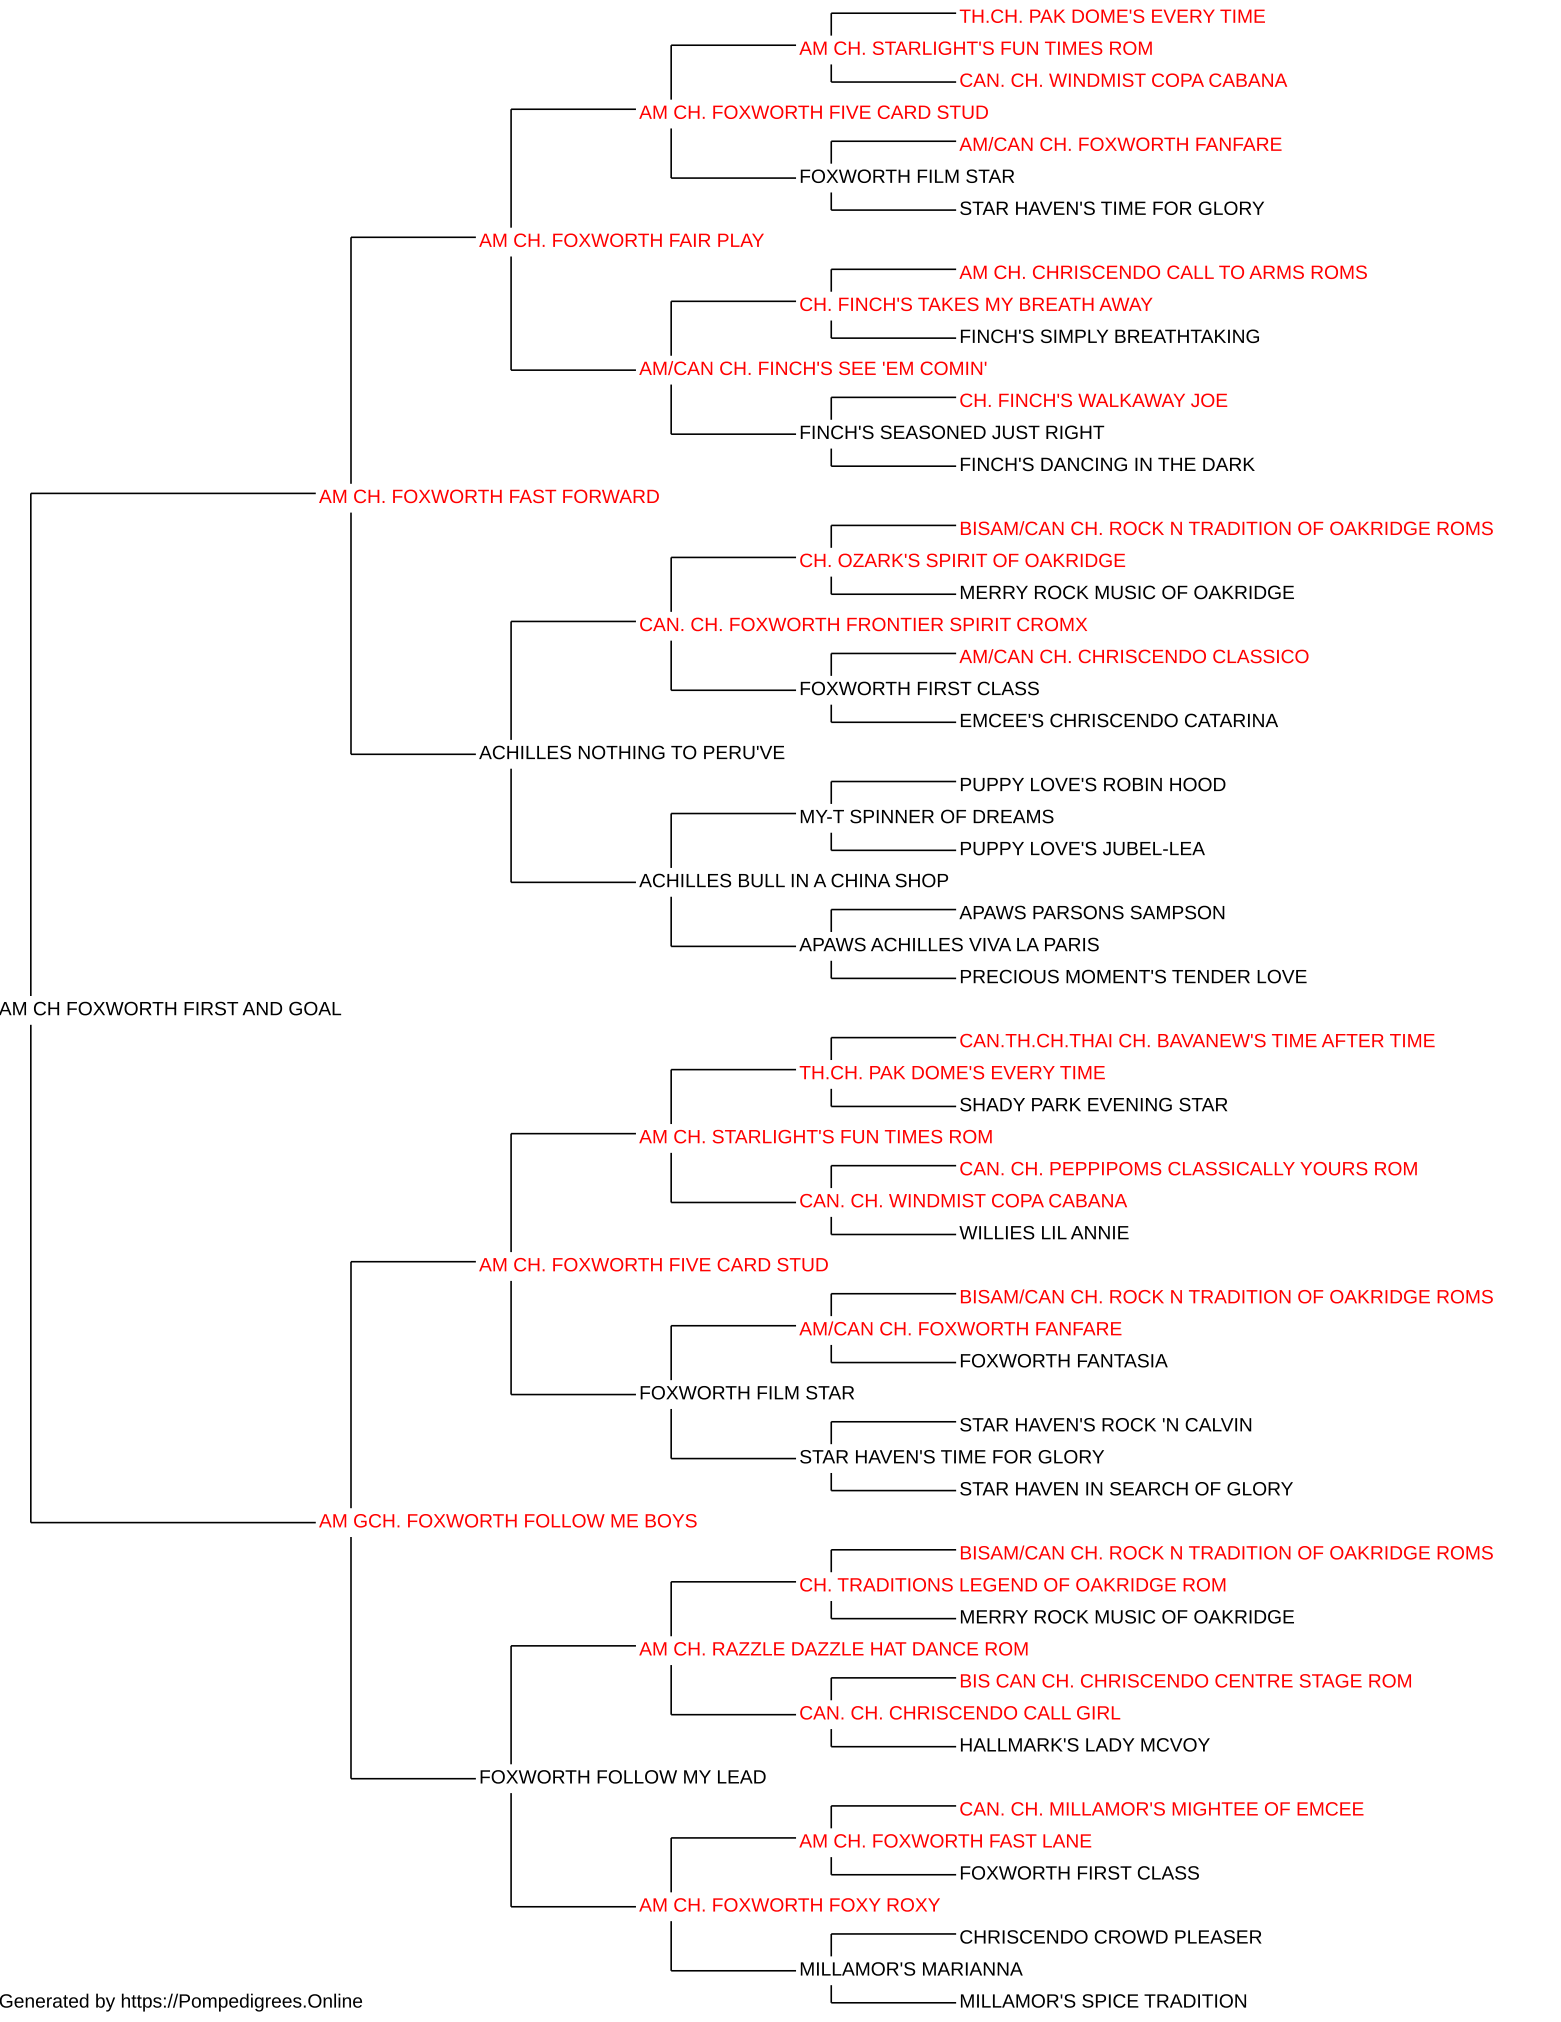 TH.CH. PAK DOME'S EVERY TIME
AM CH. STARLIGHT'S FUN TIMES ROM
CAN. CH. WINDMIST COPA CABANA
AM CH. FOXWORTH FIVE CARD STUD
AM/CAN CH. FOXWORTH FANFARE
FOXWORTH FILM STAR
STAR HAVEN'S TIME FOR GLORY
AM CH. FOXWORTH FAIR PLAY
AM CH. CHRISCENDO CALL TO ARMS ROMS
CH. FINCH'S TAKES MY BREATH AWAY
FINCH'S SIMPLY BREATHTAKING
AM/CAN CH. FINCH'S SEE 'EM COMIN'
CH. FINCH'S WALKAWAY JOE
FINCH'S SEASONED JUST RIGHT
FINCH'S DANCING IN THE DARK
AM CH. FOXWORTH FAST FORWARD
BISAM/CAN CH. ROCK N TRADITION OF OAKRIDGE ROMS
CH. OZARK'S SPIRIT OF OAKRIDGE
MERRY ROCK MUSIC OF OAKRIDGE
CAN. CH. FOXWORTH FRONTIER SPIRIT CROMX
AM/CAN CH. CHRISCENDO CLASSICO
FOXWORTH FIRST CLASS
EMCEE'S CHRISCENDO CATARINA
ACHILLES NOTHING TO PERU'VE
PUPPY LOVE'S ROBIN HOOD
MY-T SPINNER OF DREAMS
PUPPY LOVE'S JUBEL-LEA
ACHILLES BULL IN A CHINA SHOP
APAWS PARSONS SAMPSON
APAWS ACHILLES VIVA LA PARIS
PRECIOUS MOMENT'S TENDER LOVE
AM CH FOXWORTH FIRST AND GOAL
CAN.TH.CH.THAI CH. BAVANEW'S TIME AFTER TIME
TH.CH. PAK DOME'S EVERY TIME
SHADY PARK EVENING STAR
AM CH. STARLIGHT'S FUN TIMES ROM
CAN. CH. PEPPIPOMS CLASSICALLY YOURS ROM
CAN. CH. WINDMIST COPA CABANA
WILLIES LIL ANNIE
AM CH. FOXWORTH FIVE CARD STUD
BISAM/CAN CH. ROCK N TRADITION OF OAKRIDGE ROMS
AM/CAN CH. FOXWORTH FANFARE
FOXWORTH FANTASIA
FOXWORTH FILM STAR
STAR HAVEN'S ROCK 'N CALVIN
STAR HAVEN'S TIME FOR GLORY
STAR HAVEN IN SEARCH OF GLORY
AM GCH. FOXWORTH FOLLOW ME BOYS
BISAM/CAN CH. ROCK N TRADITION OF OAKRIDGE ROMS
CH. TRADITIONS LEGEND OF OAKRIDGE ROM
MERRY ROCK MUSIC OF OAKRIDGE
AM CH. RAZZLE DAZZLE HAT DANCE ROM
BIS CAN CH. CHRISCENDO CENTRE STAGE ROM
CAN. CH. CHRISCENDO CALL GIRL
HALLMARK'S LADY MCVOY
FOXWORTH FOLLOW MY LEAD
CAN. CH. MILLAMOR'S MIGHTEE OF EMCEE
AM CH. FOXWORTH FAST LANE
FOXWORTH FIRST CLASS
AM CH. FOXWORTH FOXY ROXY
CHRISCENDO CROWD PLEASER
MILLAMOR'S MARIANNA
MILLAMOR'S SPICE TRADITION
Generated by https://Pompedigrees.Online